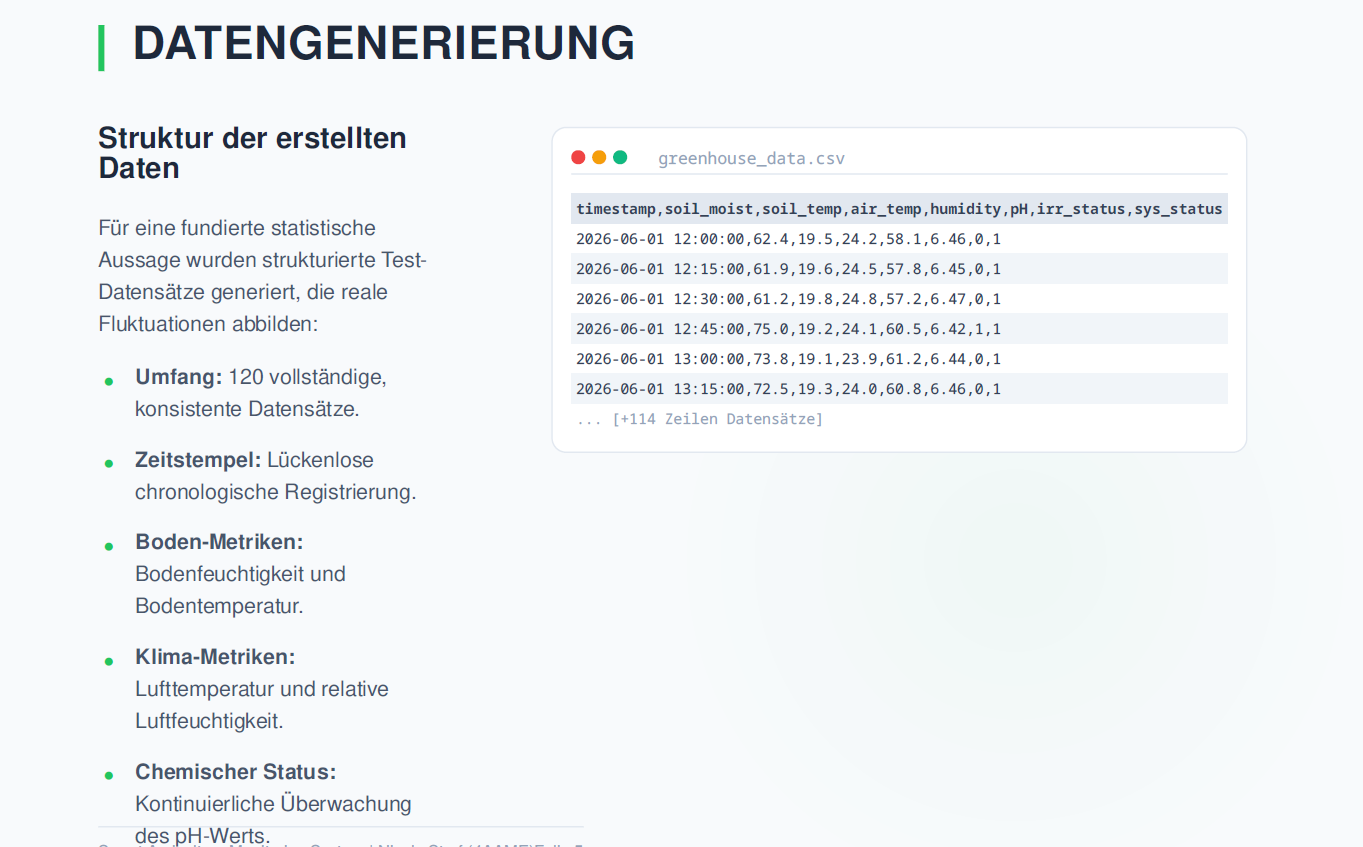 DATENGENERIERUNG
Struktur der erstellten
Daten
Für eine fundierte statistische
Aussage wurden strukturierte Test-
Datensätze generiert, die reale
Fluktuationen abbilden:
Umfang: 120 vollständige,
konsistente Datensätze.
Zeitstempel: Lückenlose
chronologische Registrierung.
Boden-Metriken:
Bodenfeuchtigkeit und
Bodentemperatur.
Klima-Metriken:
Lufttemperatur und relative
Luftfeuchtigkeit.
Chemischer Status:
Kontinuierliche Überwachung
des pH-Werts.
greenhouse_data.csv
timestamp,soil_moist,soil_temp,air_temp,humidity,pH,irr_status,sys_status
2026-06-01 12:00:00,62.4,19.5,24.2,58.1,6.46,0,1
2026-06-01 12:15:00,61.9,19.6,24.5,57.8,6.45,0,1
2026-06-01 12:30:00,61.2,19.8,24.8,57.2,6.47,0,1
2026-06-01 12:45:00,75.0,19.2,24.1,60.5,6.42,1,1
2026-06-01 13:00:00,73.8,19.1,23.9,61.2,6.44,0,1
2026-06-01 13:15:00,72.5,19.3,24.0,60.8,6.46,0,1
... [+114 Zeilen Datensätze]